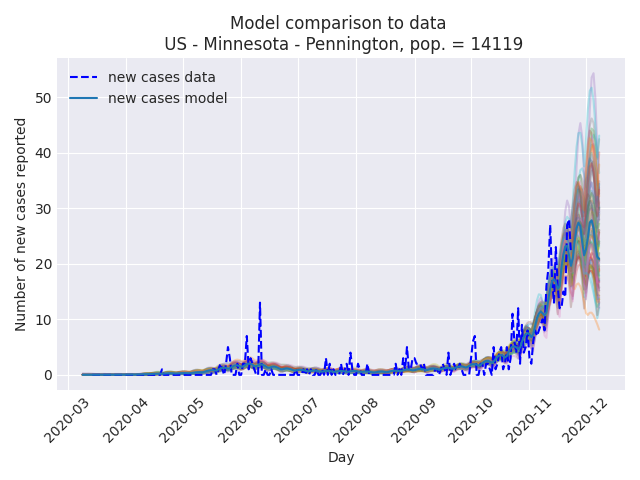 Model comparison to data
US - Minnesota - Pennington, pop. = 14119
new cases data
new cases model
Number of new cases reported
50
40
30
20
10
0
2020-03
2020-04
2020-05
2020-06
2020-07
2020-08
2020-09
2020-10
2020-11
2020-12
Day